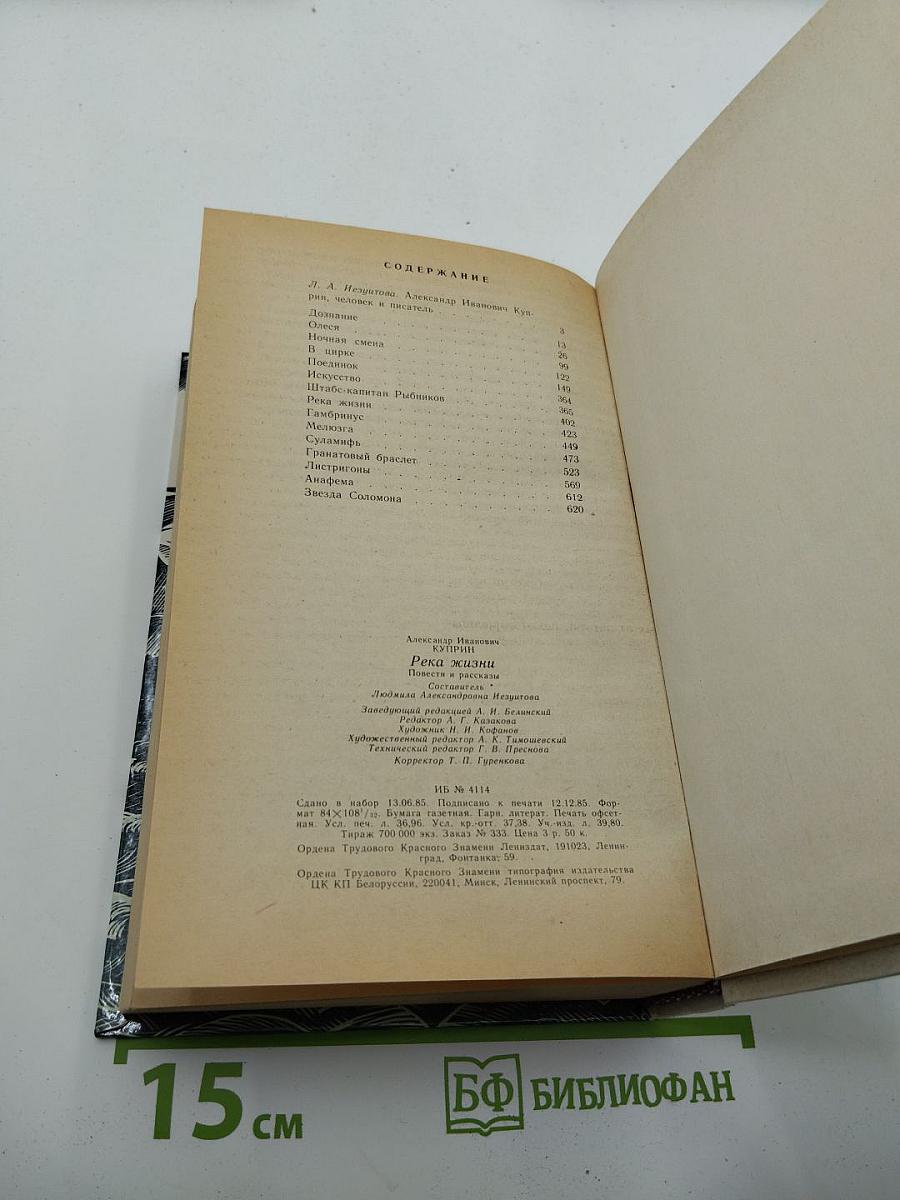 СОДЕРЖАНИЕ
Л. А. Иезуитова. Александр Иванович Куп-
рин, человек и писатель . . . . . . . . 3
Дознание . . . . . . . . . . . . 13
Олеся . . . . . . . . . . . . 26
Ночная смена . . . . . . . . . . . . 99
В цирке . . . . . . . . . . . . 122
Поединок . . . . . . . . . . . . 149
Искусство . . . . . . . . . . . . 364
Штабс-капитан Рыбников . . . . . . . . 365
Река жизни . . . . . . . . . . . . 402
Гамбринус . . . . . . . . . . . . 423
Мелюзга . . . . . . . . . . . . 449
Суламифь . . . . . . . . . . . . 473
Гранатовый браслет . . . . . . . . . . 523
Листригоны . . . . . . . . . . . . 569
Анафема . . . . . . . . . . . . 612
Звезда Соломона . . . . . . . . . . . . 620
Александр Иванович
КУПРИН
Река жизни
Повести и рассказы
Составитель
Людмила Александровна Иезуитова
Заведующий редакцией А. И. Белинский
Редактор А. Г. Казакова
Художник Н. И. Кофанов
Художественный редактор А. К. Тимошевский
Технический редактор Г. В. Преснова
Корректор Т. П. Гуренкова
ИБ № 4114
Сдано в набор 13.06.85. Подписано к печати 12.12.85. Фор-
мат 84×108 1/32. Бумага газетная. Гарн. литерат. Печать офсет-
ная. Усл. печ. л. 36,96. Усл. кр.-отт. 37,38. Уч.-изд. л. 39,80.
Тираж 700 000 экз. Заказ № 333. Цена 3 р. 50 к.
Ордена Трудового Красного Знамени Лениздат, 191023, Ленин-
град, Фонтанка, 59.
Ордена Трудового Красного Знамени типография издательства
ЦК КП Белоруссии, 220041, Минск, Ленинский проспект, 79.
15 см
БФ БИБЛИОФАН